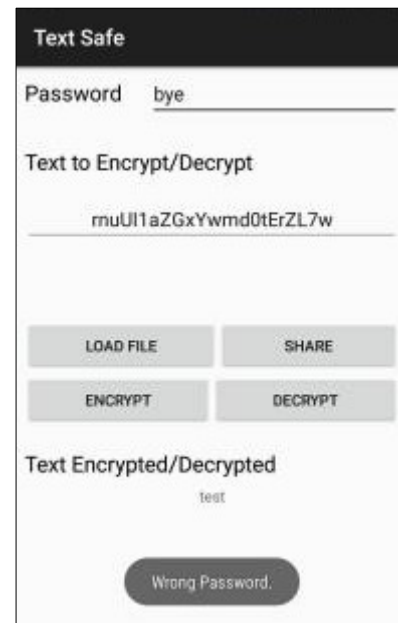 Text Safe
Password bye
Text to Encrypt/Decrypt
rnuUI1aZGxYwmd0tErZL7w
LOAD FILE SHARE
ENCRYPT DECRYPT
Text Encrypted/Decrypted
test
Wrong Password.